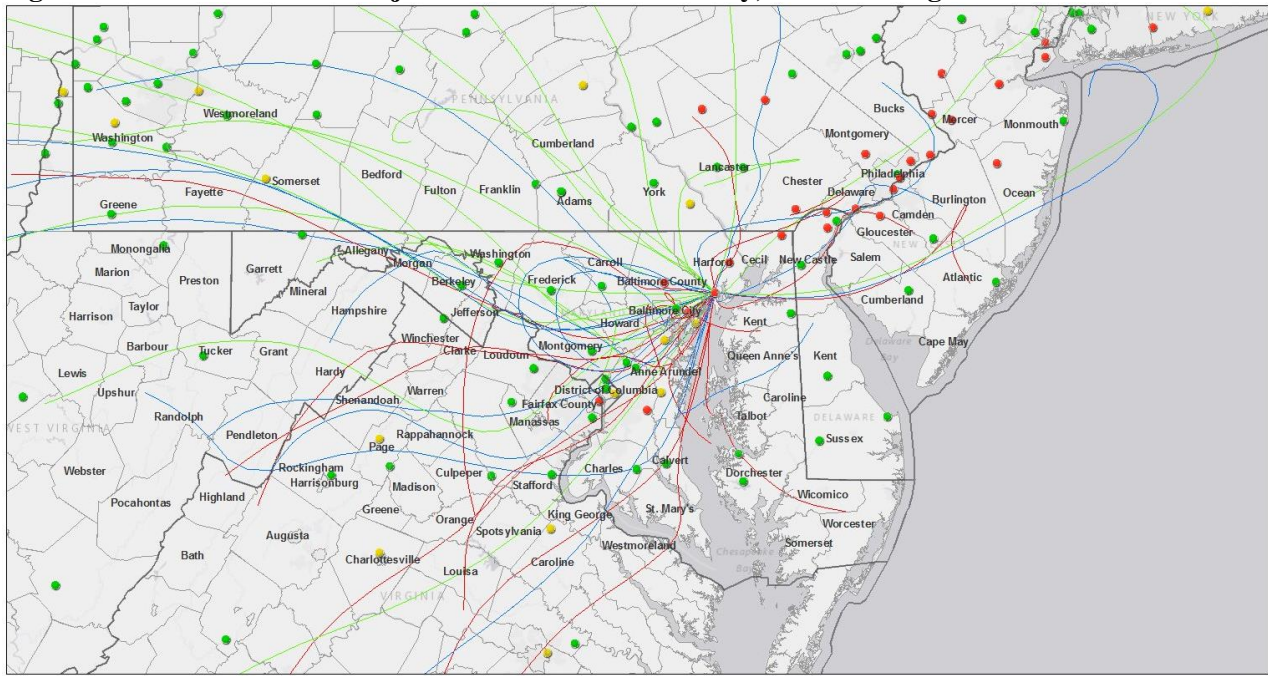 NEW YORK
PENNSYLVANIA
Bucks
Mercer
Monmouth
Westmoreland
Washington
Montgomery
Cumberland
Lancaster
Philadelphia
Bedford
Somerset
Fayette
Fulton
Franklin
Adams
York
Chester
Delaware
Ocean
Burlington
Camden
Greene
Gloucester
NEW
Monongalia
Allegany
Washington
Carroll
Harford
Cecil
New Castle
Salem
Marion
Preston
Garrett
Morgan
Berkeley
Frederick
Baltimore County
Atlantic
Mineral
Cumberland
Taylor
Harrison
Hampshire
Jefferson
Baltimore City
Howard
Kent
Cape May
Delaware
Bay
Barbour
Tucker
Grant
Winchester
Clarke
Loudoun
Montgomery
Queen Anne's
Kent
Lewis
Upshur
Hardy
Warren
Anne Arundel
District of Columbia
Caroline
Shenandoah
Fairfax County
Randolph
WEST VIRGINIA
Manassas
Talbot
DELAWARE
Pendleton
Rappahannock
Page
Sussex
Webster
Rockingham
Harrisonburg
Culpeper
Charles
Calvert
Dorchester
Madison
Stafford
Pocahontas
Highland
Greene
Wicomico
Orange
King George
St. Mary's
Augusta
Spotsylvania
Worcester
Bath
Westmoreland
Somerset
Charlottesville
Louisa
Caroline
Chesapeake
Bay
VIRGINIA